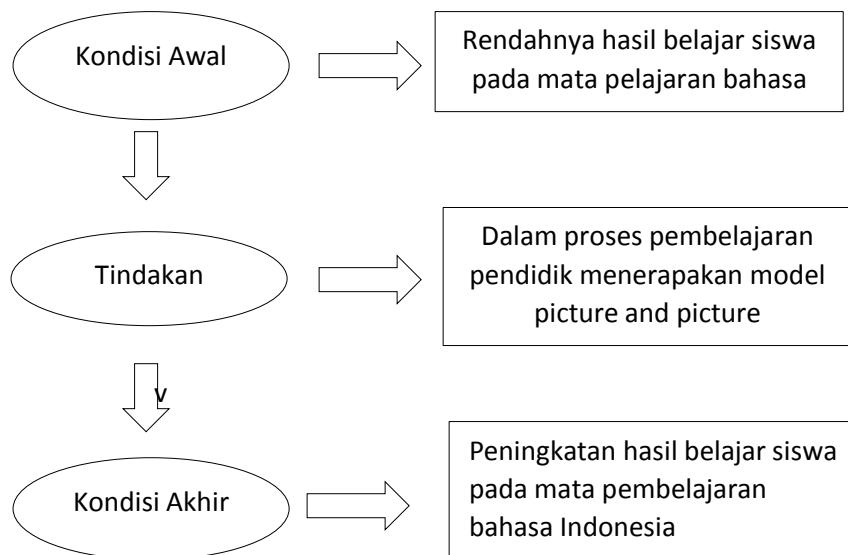 Kondisi Awal
Rendahnya hasil belajar siswa
pada mata pelajaran bahasa
Tindakan
Dalam proses pembelajaran
pendidik menerapakan model
picture and picture
v
Kondisi Akhir
Peningkatan hasil belajar siswa
pada mata pembelajaran
bahasa Indonesia